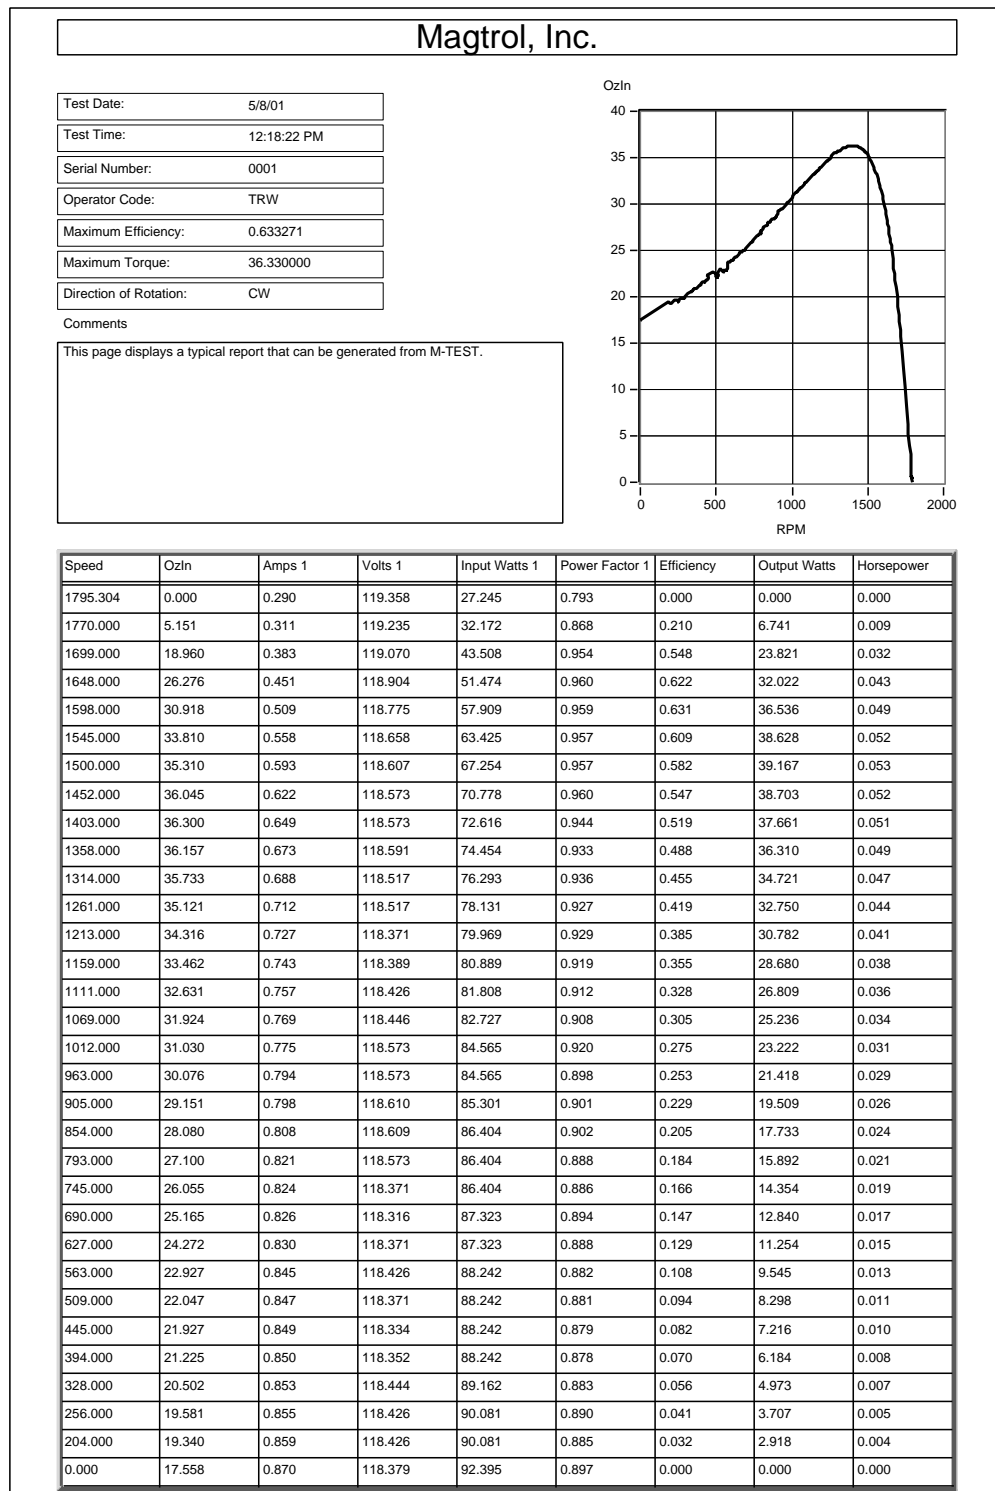 Magtrol, Inc.
Test Date: 5/8/01
Test Time: 12:18:22 PM
Serial Number: 0001
Operator Code: TRW
Maximum Efficiency: 0.633271
Maximum Torque: 36.330000
Direction of Rotation: CW
Comments
This page displays a typical report that can be generated from M-TEST.
OzIn
40
35
30
25
20
15
10
5
0
0 500 1000 1500 2000
RPM
Speed OzIn Amps 1 Volts 1 Input Watts 1 Power Factor 1 Efficiency Output Watts Horsepower
1795.304 0.000 0.290 119.358 27.245 0.793 0.000 0.000 0.000
1770.000 5.151 0.311 119.235 32.172 0.868 0.210 6.741 0.009
1699.000 18.960 0.383 119.070 43.508 0.954 0.548 23.821 0.032
1648.000 26.276 0.451 118.904 51.474 0.960 0.622 32.022 0.043
1598.000 30.918 0.509 118.775 57.909 0.959 0.631 36.536 0.049
1545.000 33.810 0.558 118.658 63.425 0.957 0.609 38.628 0.052
1500.000 35.310 0.593 118.607 67.254 0.957 0.582 39.167 0.053
1452.000 36.045 0.622 118.573 70.778 0.960 0.547 38.703 0.052
1403.000 36.300 0.649 118.573 72.616 0.944 0.519 37.661 0.051
1358.000 36.157 0.673 118.591 74.454 0.933 0.488 36.310 0.049
1314.000 35.733 0.688 118.517 76.293 0.936 0.455 34.721 0.047
1261.000 35.121 0.712 118.517 78.131 0.927 0.419 32.750 0.044
1213.000 34.316 0.727 118.371 79.969 0.929 0.385 30.782 0.041
1159.000 33.462 0.743 118.389 80.889 0.919 0.355 28.680 0.038
1111.000 32.631 0.757 118.426 81.808 0.912 0.328 26.809 0.036
1069.000 31.924 0.769 118.446 82.727 0.908 0.305 25.236 0.034
1012.000 31.030 0.775 118.573 84.565 0.920 0.275 23.222 0.031
963.000 30.076 0.794 118.573 84.565 0.898 0.253 21.418 0.029
905.000 29.151 0.798 118.610 85.301 0.901 0.229 19.509 0.026
854.000 28.080 0.808 118.609 86.404 0.902 0.205 17.733 0.024
793.000 27.100 0.821 118.573 86.404 0.888 0.184 15.892 0.021
745.000 26.055 0.824 118.371 86.404 0.886 0.166 14.354 0.019
690.000 25.165 0.826 118.316 87.323 0.894 0.147 12.840 0.017
627.000 24.272 0.830 118.371 87.323 0.888 0.129 11.254 0.015
563.000 22.927 0.845 118.426 88.242 0.882 0.108 9.545 0.013
509.000 22.047 0.847 118.371 88.242 0.881 0.094 8.298 0.011
445.000 21.927 0.849 118.334 88.242 0.879 0.082 7.216 0.010
394.000 21.225 0.850 118.352 88.242 0.878 0.070 6.184 0.008
328.000 20.502 0.853 118.444 89.162 0.883 0.056 4.973 0.007
256.000 19.581 0.855 118.426 90.081 0.890 0.041 3.707 0.005
204.000 19.340 0.859 118.426 90.081 0.885 0.032 2.918 0.004
0.000 17.558 0.870 118.379 92.395 0.897 0.000 0.000 0.000